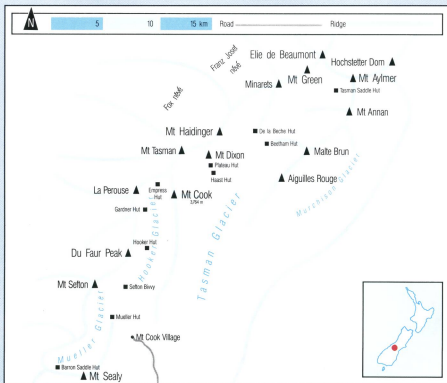 N
5 10 15 km Road Ridge
Elie de Beaumont
Hochstetter Dom
Franz Josef
névé
Mt Green
Mt Aylmer
Minarets
Tasman Saddle Hut
Fox névé
Mt Annan
Mt Haidinger
De la Beche Hut
Beetham Hut
Mt Tasman
Mt Dixon
Malte Brun
Plateau Hut
Haast Hut
Aiguilles Rouge
Murchison Glacier
La Perouse
Empress
Hut
Mt Cook
3,764 m
Gardner Hut
Tasman Glacier
Hooker Glacier
Hooker Hut
Du Faur Peak
Mt Sefton
Sefton Bivvy
Mueller Glacier
Mueller Hut
Mt Cook Village
Barron Saddle Hut
Mt Sealy